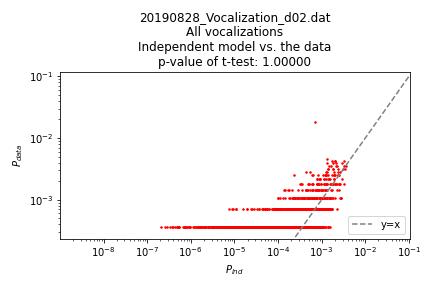 20190828_Vocalization_d02.dat
All vocalizations
Independent model vs. the data
p-value of t-test: 1.00000
10⁻¹
10⁻²
10⁻³
P_data
y=x
10⁻⁸ 10⁻⁷ 10⁻⁶ 10⁻⁵ 10⁻⁴ 10⁻³ 10⁻² 10⁻¹
P_ind